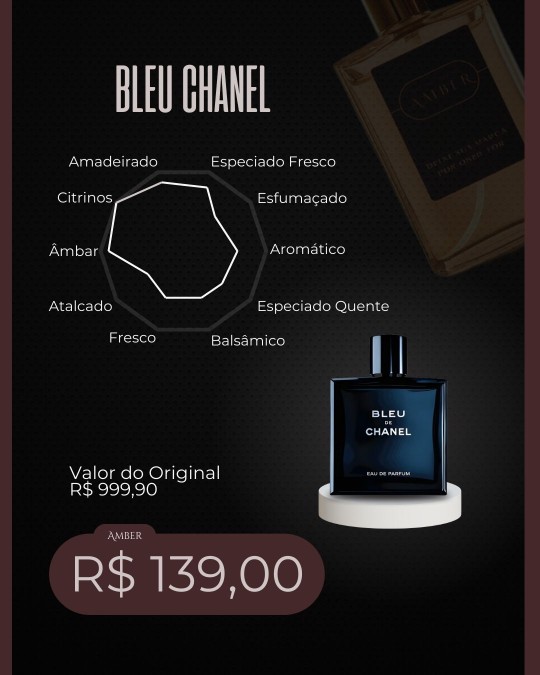 BLEU CHANEL
AMBER
Amadeirado
Especiado Fresco
Citrinos
Esfumaçado
Âmbar
Aromático
Atalcado
Especiado Quente
Fresco
Balsâmico
BLEU
DE
CHANEL
EAU DE PARFUM
Valor do Original
R$ 999,90
AMBER
R$ 139,00